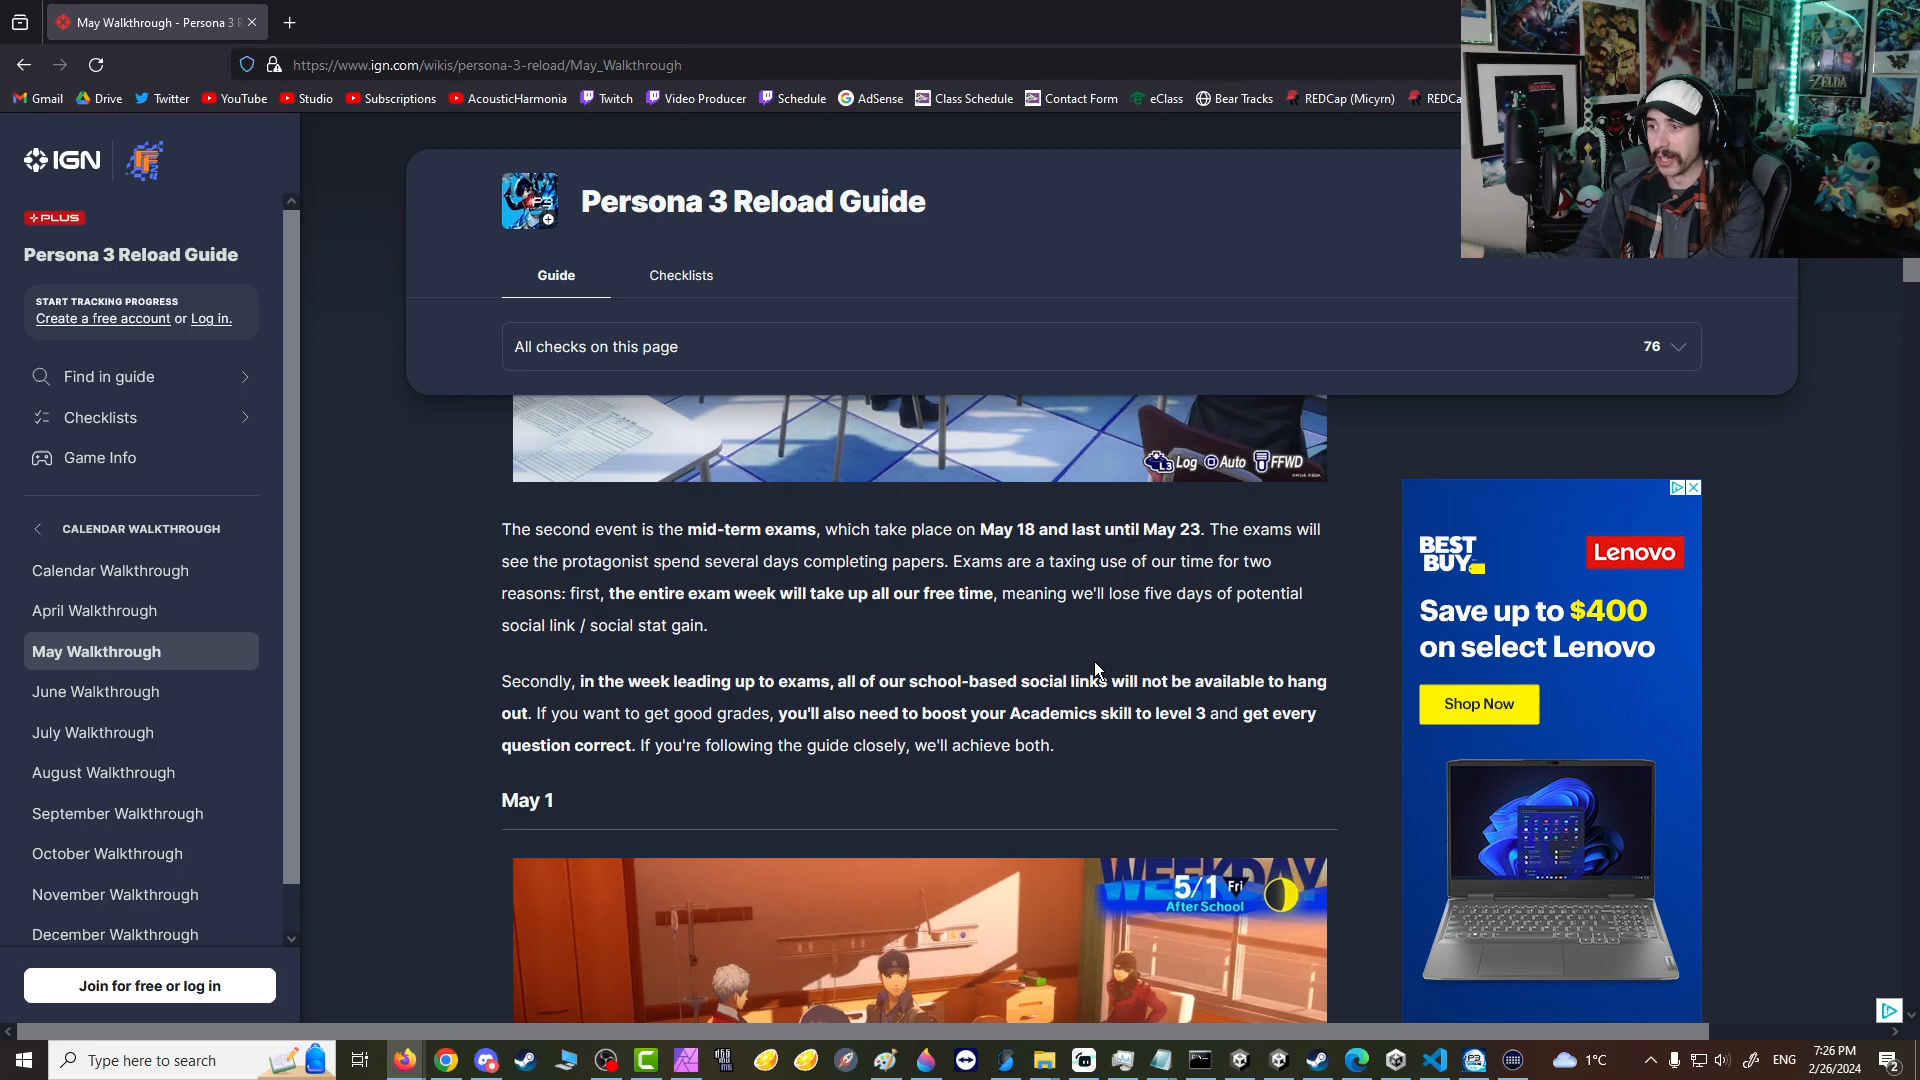 May Walkthrough - Persona 3 R
https://www.ign.com/wikis/persona-3-reload/May_Walkthrough
Gmail Drive Twitter YouTube Studio Subscriptions AcousticHarmonia Twitch Video Producer Schedule AdSense Class Schedule Contact Form eClass Bear Tracks REDCap (Micyrn) REDCa
IGN
+PLUS
Persona 3 Reload Guide
START TRACKING PROGRESS
Create a free account or Log in.
Find in guide
Checklists
Game Info
CALENDAR WALKTHROUGH
Calendar Walkthrough
April Walkthrough
May Walkthrough
June Walkthrough
July Walkthrough
August Walkthrough
September Walkthrough
October Walkthrough
November Walkthrough
December Walkthrough
Join for free or log in
Persona 3 Reload Guide
Guide Checklists
All checks on this page 76
L3 Log Auto FFWD
The second event is the mid-term exams, which take place on May 18 and last until May 23. The exams will
see the protagonist spend several days completing papers. Exams are a taxing use of our time for two
reasons: first, the entire exam week will take up all our free time, meaning we'll lose five days of potential
social link / social stat gain.
Secondly, in the week leading up to exams, all of our school-based social links will not be available to hang
out. If you want to get good grades, you'll also need to boost your Academics skill to level 3 and get every
question correct. If you're following the guide closely, we'll achieve both.
May 1
WEEKDAY
5/1 Fri
After School
BEST
BUY
Lenovo
Save up to $400
on select Lenovo
Shop Now
ZELDA
Type here to search
1°C
ENG
7:26 PM
2/26/2024
2